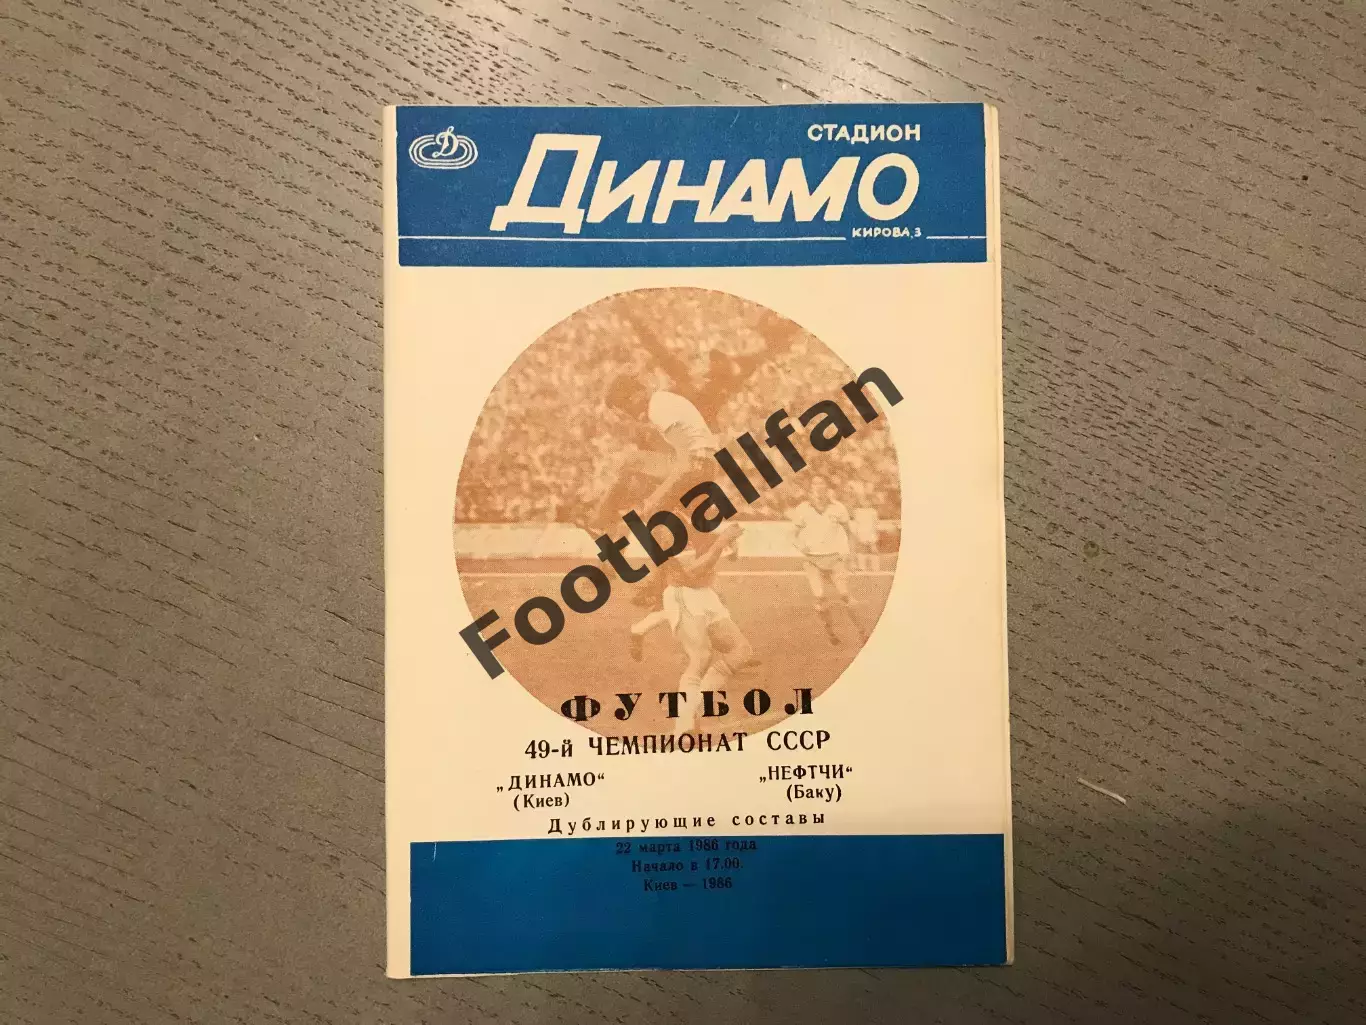 СТАДИОН
ДИНАМО
КИРОВА, 3
Footballfan
ФУТБОЛ
49-й ЧЕМПИОНАТ СССР
„ДИНАМО“ „НЕФТЧИ“
(Киев) (Баку)
Дублирующие составы
22 марта 1986 года
Начало в 17.00.
Киев — 1986